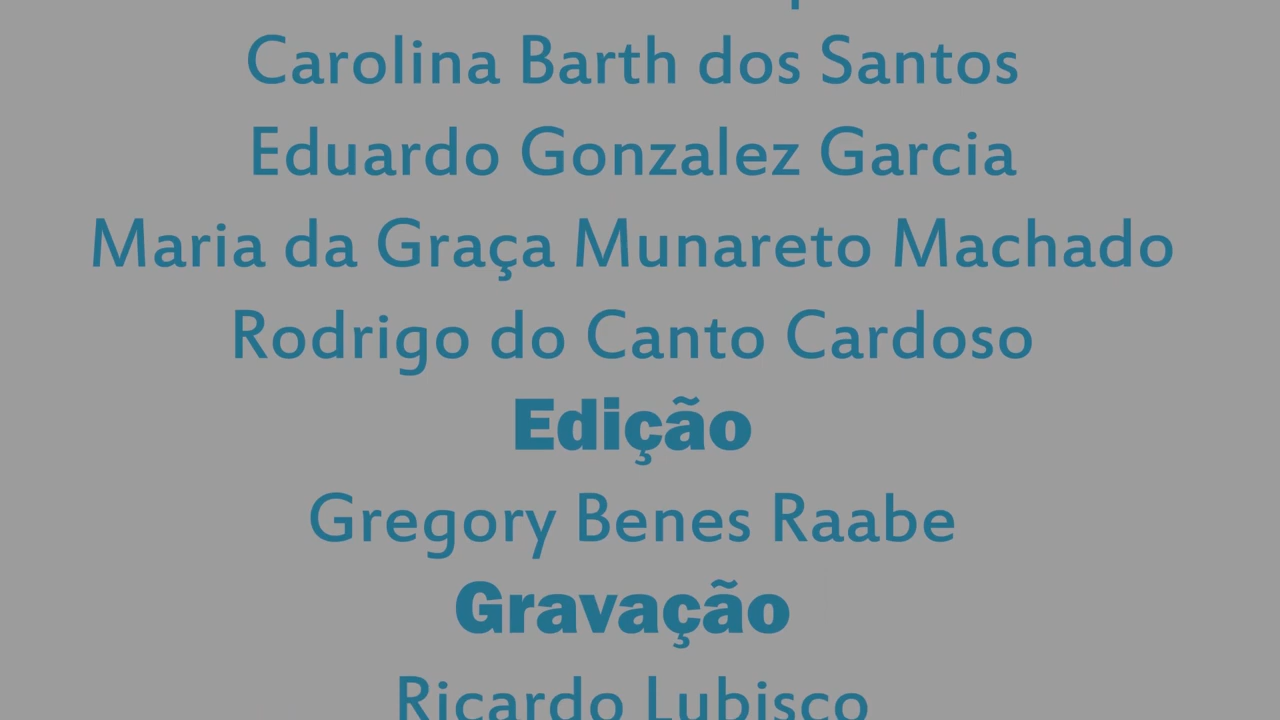 Carolina Barth dos Santos
Eduardo Gonzalez Garcia
Maria da Graça Munareto Machado
Rodrigo do Canto Cardoso
Edição
Gregory Benes Raabe
Gravação
Ricardo Lubisco